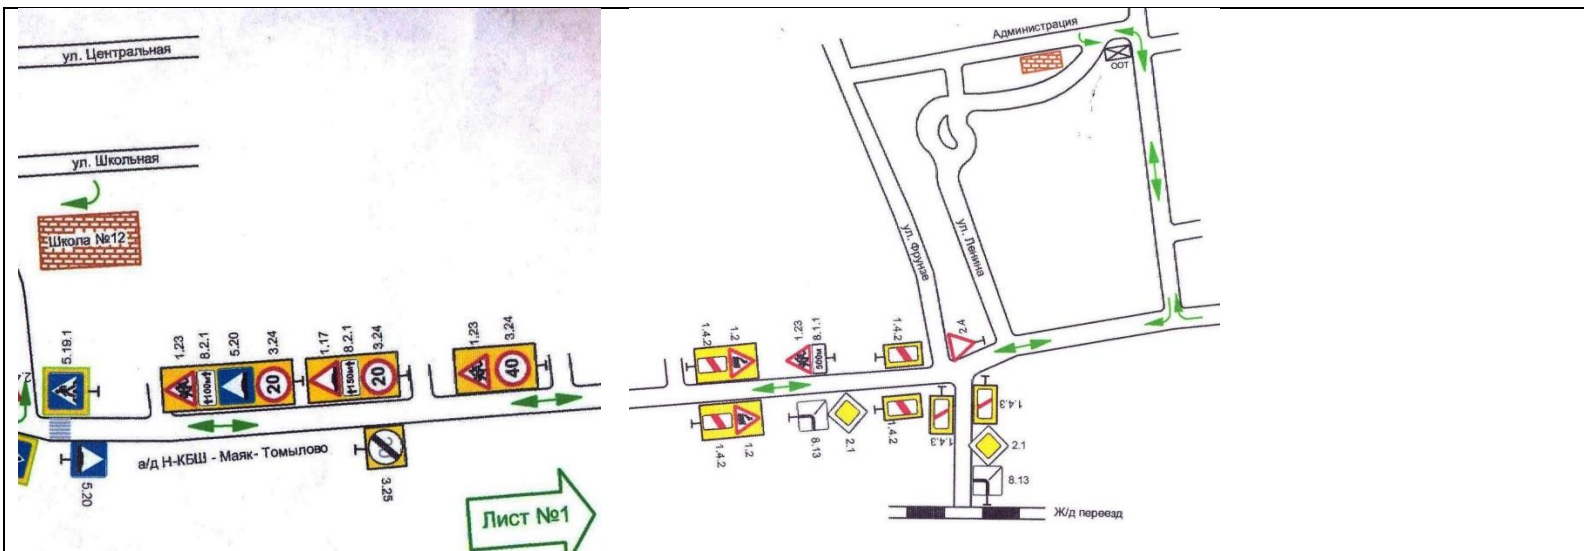 ул. Центральная
ул. Школьная
Школа №12
5.19.1
1.23
8.2.1
5.20
3.24
1.17
8.2.1
3.24
1.23
3.24
100м
20
150м
20
40
а/д Н-КБШ - Маяк- Томылово
5.20
3.25
Лист №1
Администрация
ООТ
ул. Фрунзе
ул. Ленина
1.4.2
1.2
1.23
8.1.1
500м
1.4.2
2.4
1.4.2
1.2
8.13
2.1
1.4.2
1.4.3
1.4.3
2.1
8.13
Ж/д переезд